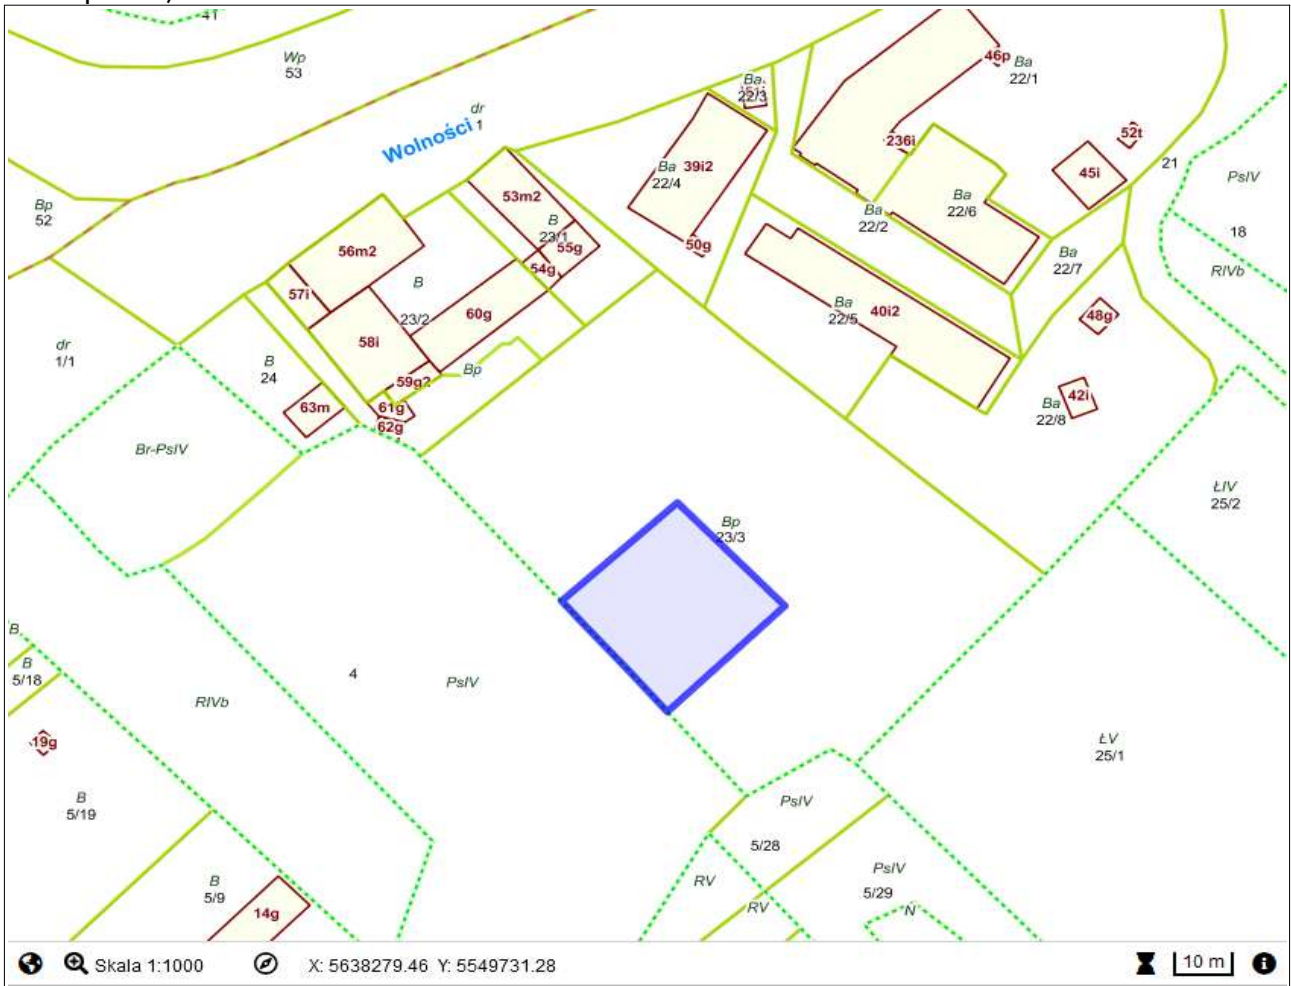 41
Wp
53
dr
1
Wolności
Ba
22/3
46p
Ba
22/1
236i
52t
45i
21
PsIV
18
RIVb
Bp
52
Ba
22/4
39i2
50g
Ba
22/6
Ba
22/2
Ba
22/7
53m2
B
23/1
55g
54g
56m2
57i
B
23/2
60g
58i
59g2
Bp
61g
62g
63m
B
24
dr
1/1
Br-PsIV
Ba
22/5
40i2
48g
42i
Ba
22/8
ŁIV
25/2
Bp
23/3
B
B
5/18
RIVb
4
PsIV
19g
B
5/19
ŁV
25/1
PsIV
5/28
PsIV
5/29
RV
RV
N
B
5/9
14g
Skala 1:1000
X: 5638279.46 Y: 5549731.28
10 m